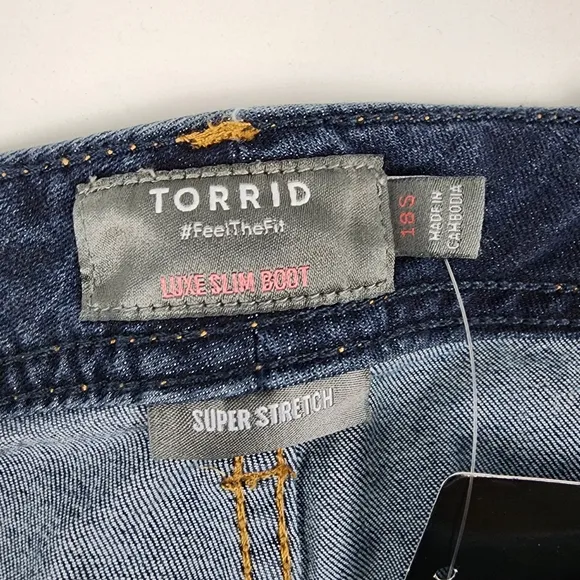 TORRID
#FeelTheFit
LUXE SLIM BOOT
18S
MADE IN
CAMBODIA
SUPER STRETCH